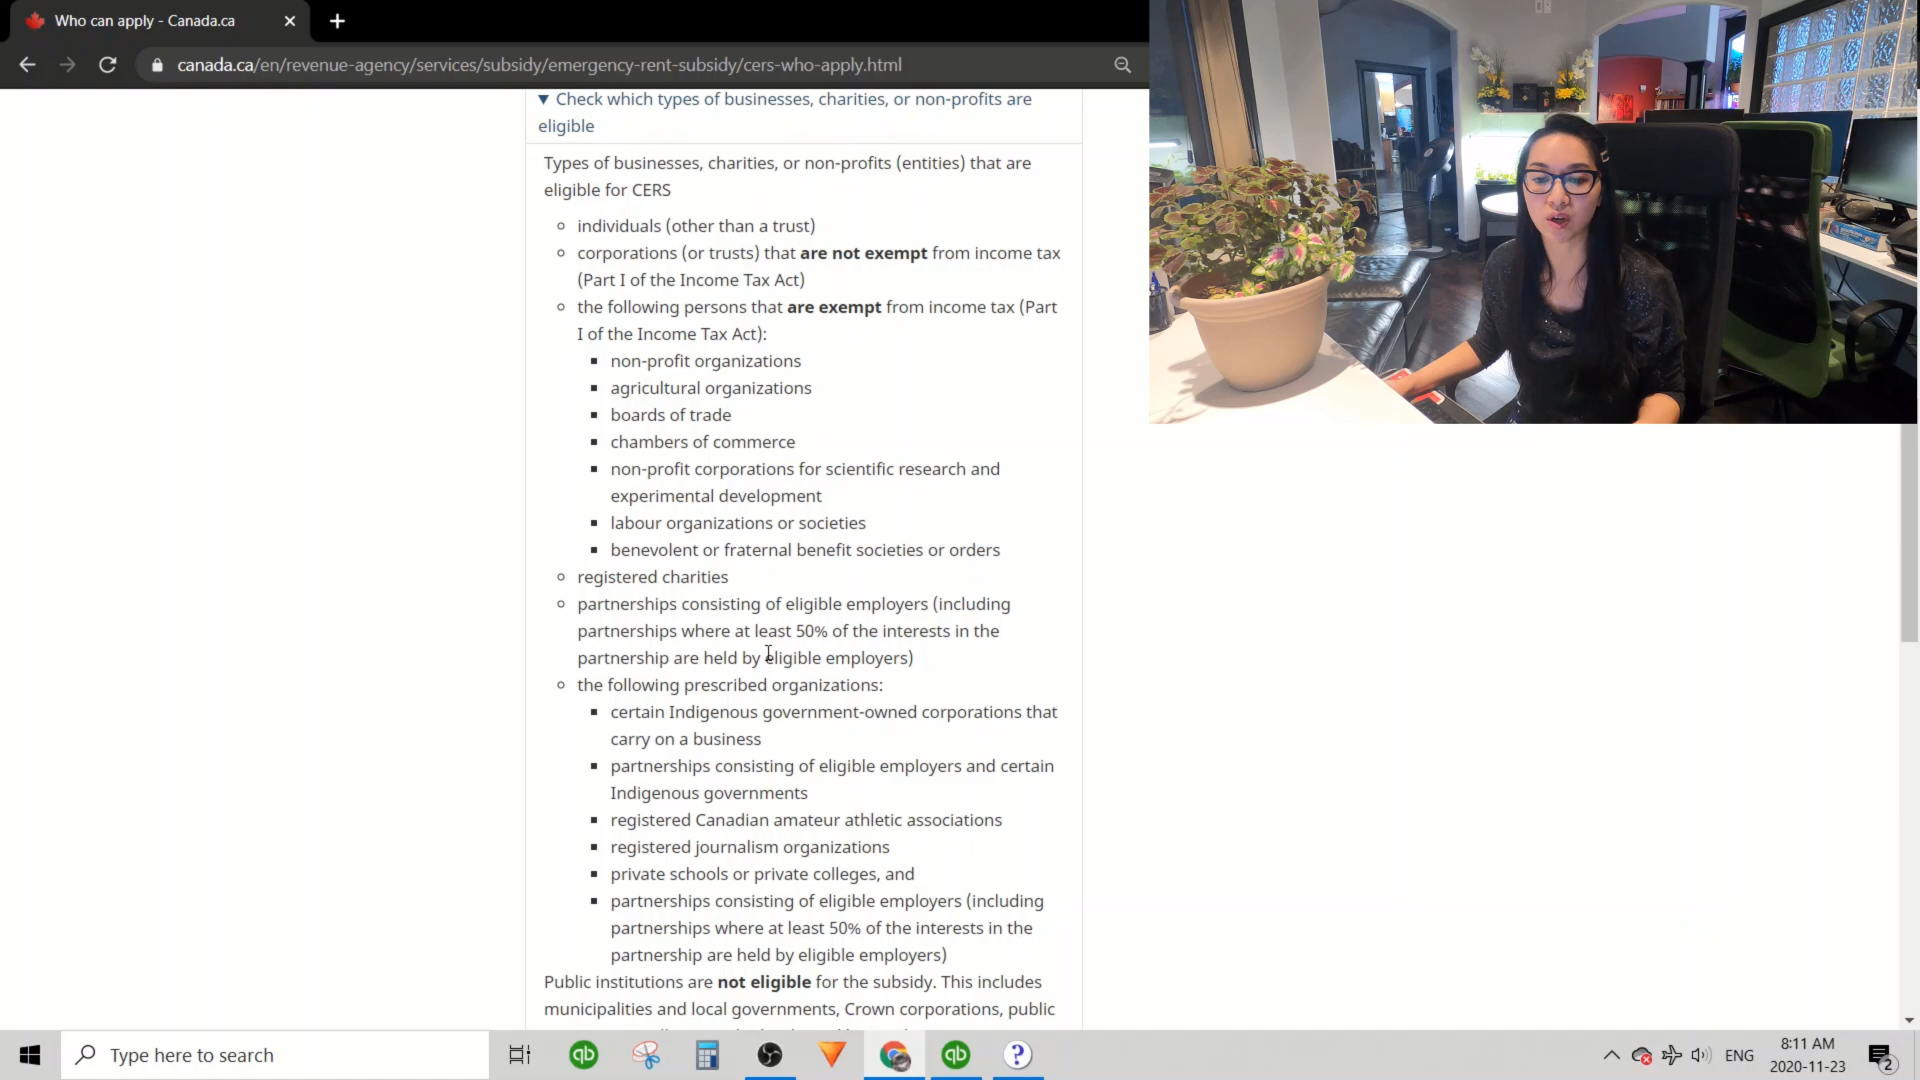 Who can apply - Canada.ca
canada.ca/en/revenue-agency/services/subsidy/emergency-rent-subsidy/cers-who-apply.html
Check which types of businesses, charities, or non-profits are
eligible
Types of businesses, charities, or non-profits (entities) that are
eligible for CERS
individuals (other than a trust)
corporations (or trusts) that are not exempt from income tax
(Part I of the Income Tax Act)
the following persons that are exempt from income tax (Part
I of the Income Tax Act):
non-profit organizations
agricultural organizations
boards of trade
chambers of commerce
non-profit corporations for scientific research and
experimental development
labour organizations or societies
benevolent or fraternal benefit societies or orders
registered charities
partnerships consisting of eligible employers (including
partnerships where at least 50% of the interests in the
partnership are held by eligible employers)
the following prescribed organizations:
certain Indigenous government-owned corporations that
carry on a business
partnerships consisting of eligible employers and certain
Indigenous governments
registered Canadian amateur athletic associations
registered journalism organizations
private schools or private colleges, and
partnerships consisting of eligible employers (including
partnerships where at least 50% of the interests in the
partnership are held by eligible employers)
Public institutions are not eligible for the subsidy. This includes
municipalities and local governments, Crown corporations, public
Type here to search
qb
qb
?
ENG
8:11 AM
2020-11-23
2